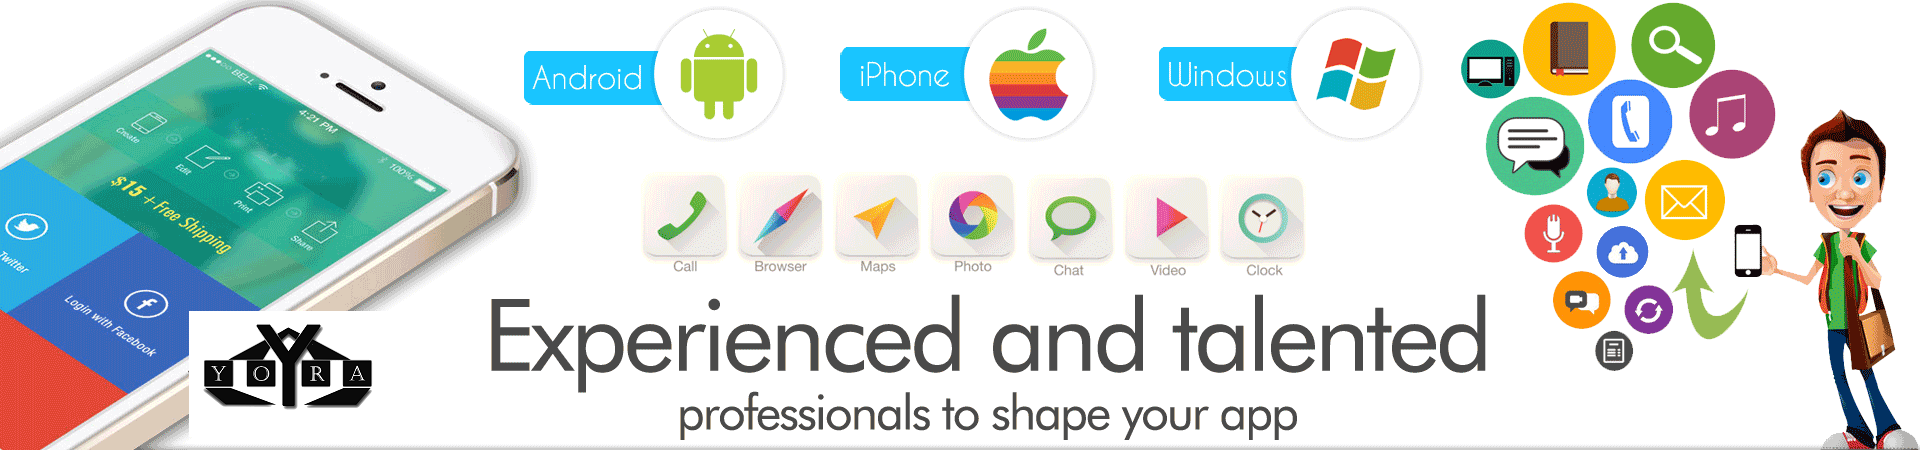 BELL
4:21 PM
100%
Create
Edit
Print
Share
$15 + Free Shipping
Twitter
Login with Facebook
YORA
Android
iPhone
Windows
Call
Browser
Maps
Photo
Chat
Video
Clock
Experienced and talented
professionals to shape your app